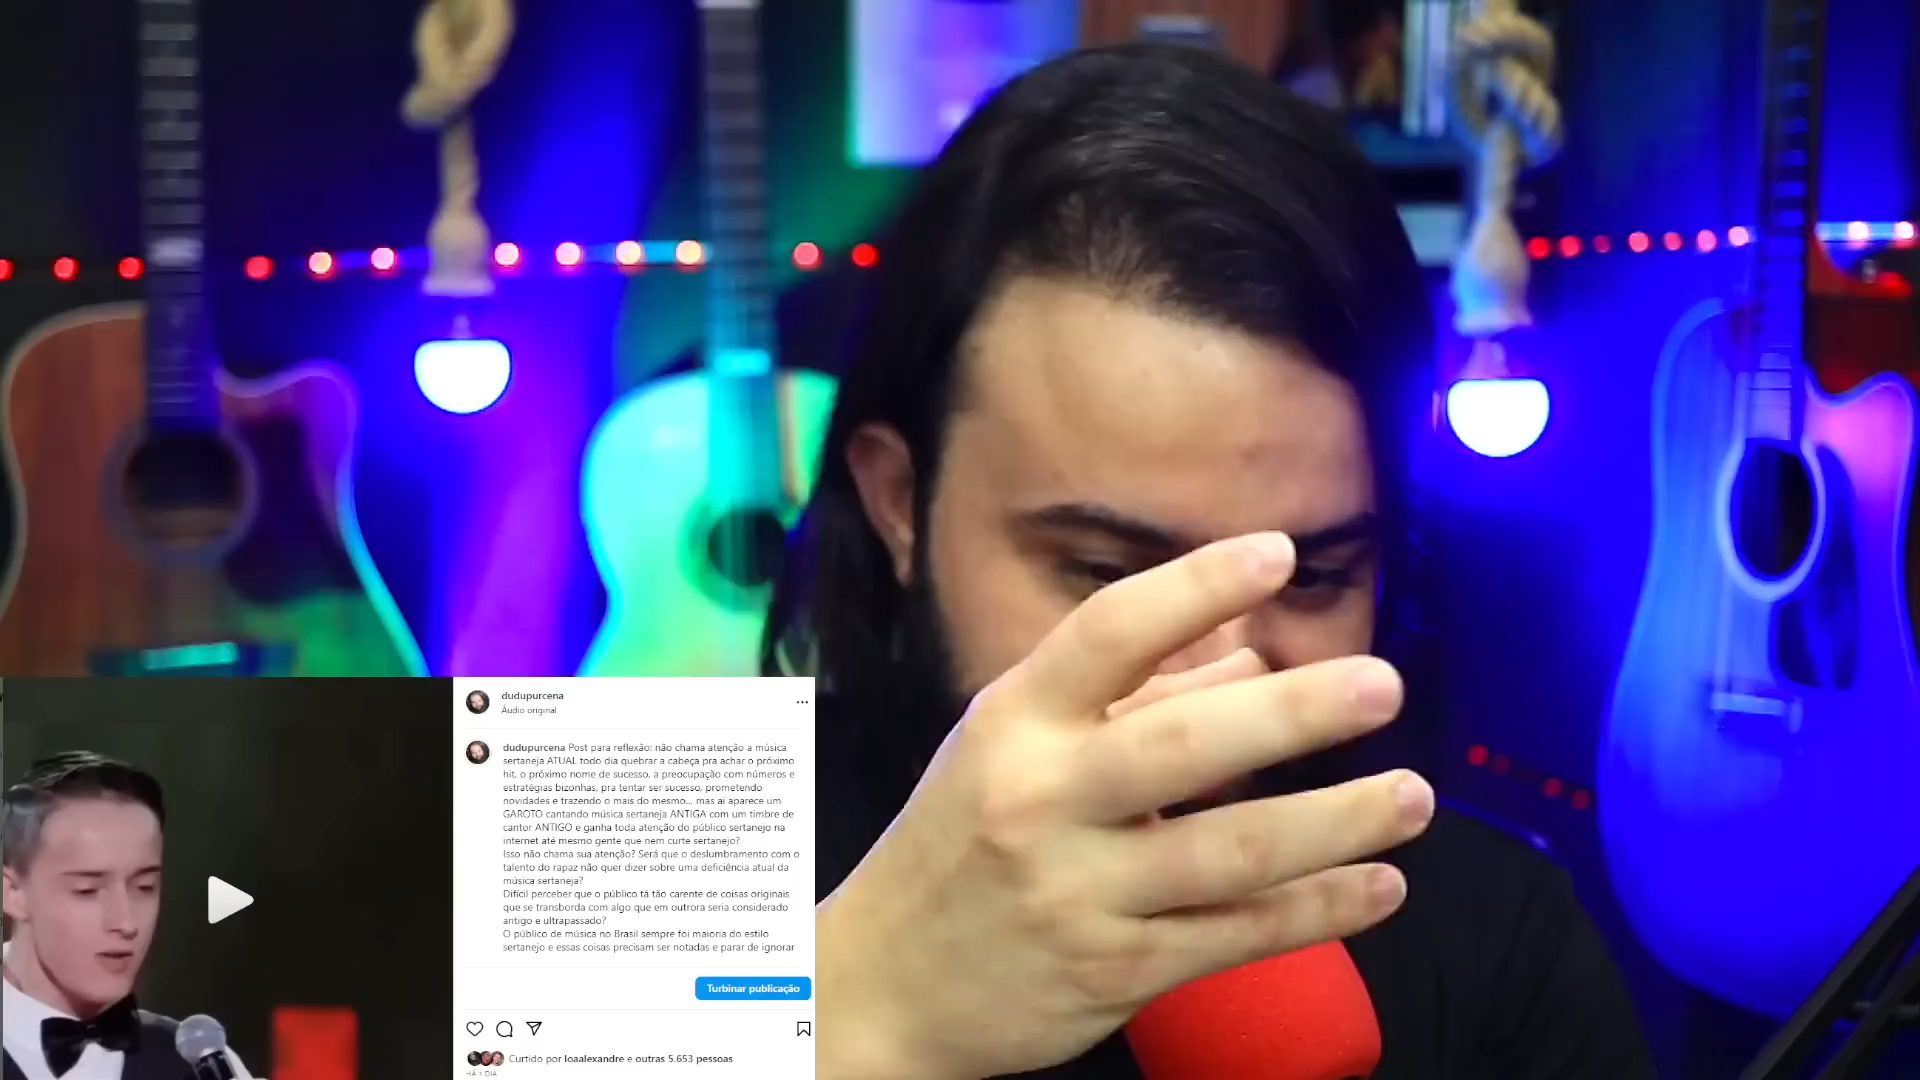 dudupurcena
Áudio original
dudupurcena Post para reflexão: não chama atenção a música
sertaneja ATUAL todo dia quebrar a cabeça pra achar o próximo
hit, o próximo nome de sucesso, a preocupação com números e
estratégias bizonhas, pra tentar ser sucesso, prometendo
novidades e trazendo o mais do mesmo... mas ai aparece um
GAROTO cantando música sertaneja ANTIGA com um timbre de
cantor ANTIGO e ganha toda atenção do público sertanejo na
internet até mesmo gente que nem curte sertanejo?
Isso não chama sua atenção? Será que o deslumbramento com o
talento do rapaz não quer dizer sobre uma deficiência atual da
música sertaneja?
Difícil perceber que o público tá tão carente de coisas originais
que se transborda com algo que em outrora seria considerado
antigo e ultrapassado?
O público de música no Brasil sempre foi maioria do estilo
sertanejo e essas coisas precisam ser notadas e parar de ignorar
Turbinar publicação
Curtido por loaalexandre e outras 5.653 pessoas
HÁ 1 DIA